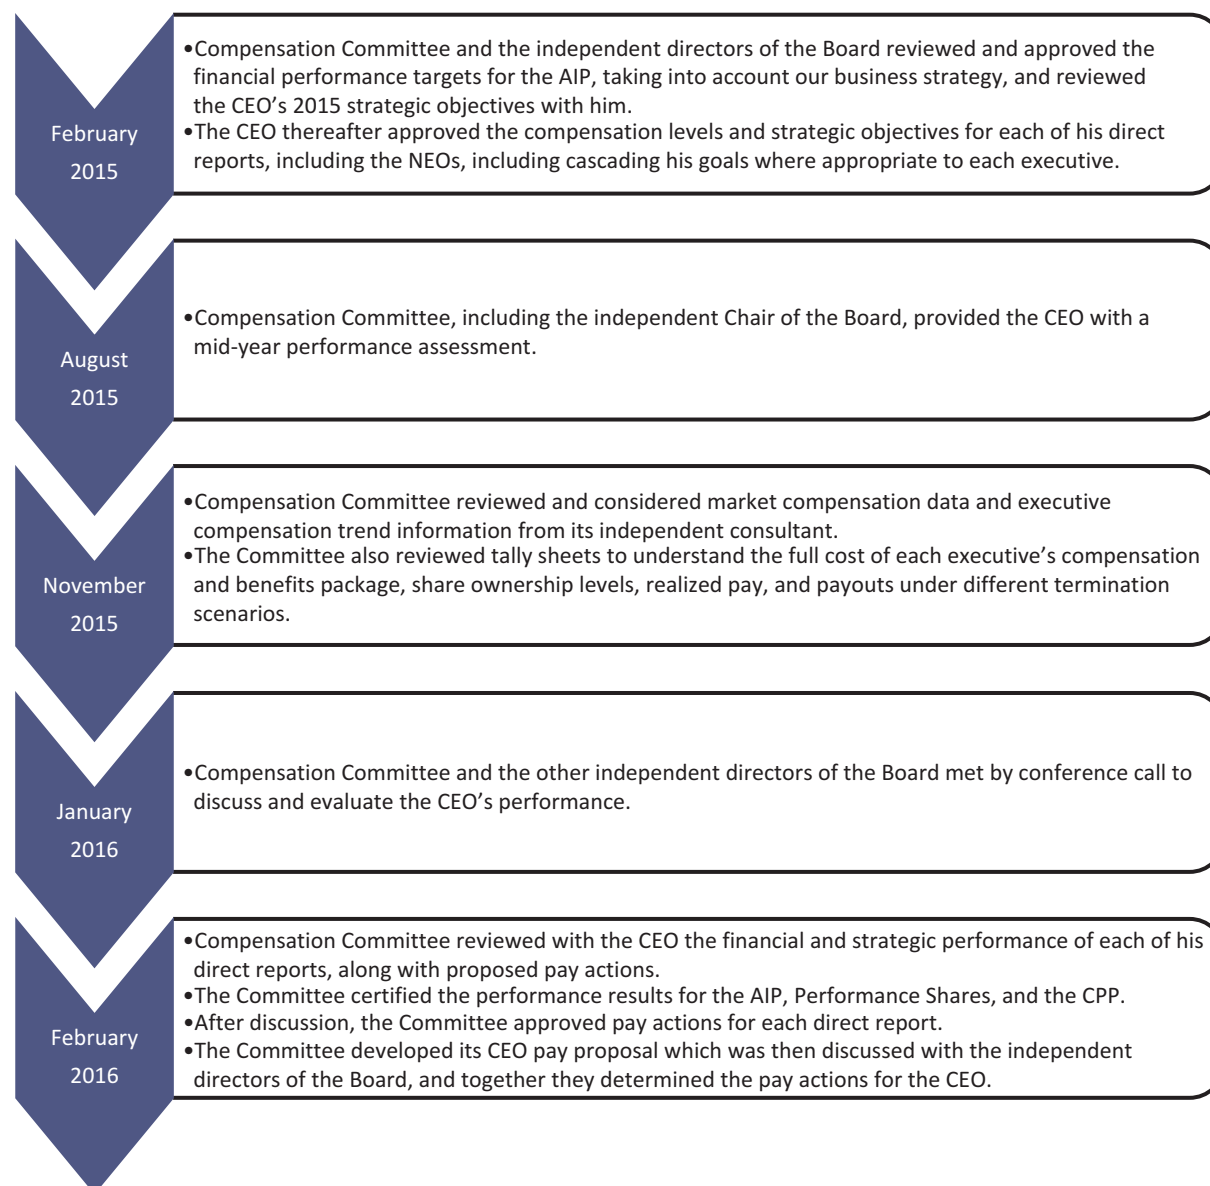 •Compensation Committee and the independent directors of the Board reviewed and approved the
financial performance targets for the AIP, taking into account our business strategy, and reviewed
the CEO’s 2015 strategic objectives with him.
•The CEO thereafter approved the compensation levels and strategic objectives for each of his direct
reports, including the NEOs, including cascading his goals where appropriate to each executive.
February
2015
•Compensation Committee, including the independent Chair of the Board, provided the CEO with a
mid-year performance assessment.
August
2015
•Compensation Committee reviewed and considered market compensation data and executive
compensation trend information from its independent consultant.
•The Committee also reviewed tally sheets to understand the full cost of each executive’s compensation
and benefits package, share ownership levels, realized pay, and payouts under different termination
scenarios.
November
2015
•Compensation Committee and the other independent directors of the Board met by conference call to
discuss and evaluate the CEO’s performance.
January
2016
•Compensation Committee reviewed with the CEO the financial and strategic performance of each of his
direct reports, along with proposed pay actions.
•The Committee certified the performance results for the AIP, Performance Shares, and the CPP.
•After discussion, the Committee approved pay actions for each direct report.
•The Committee developed its CEO pay proposal which was then discussed with the independent
directors of the Board, and together they determined the pay actions for the CEO.
February
2016